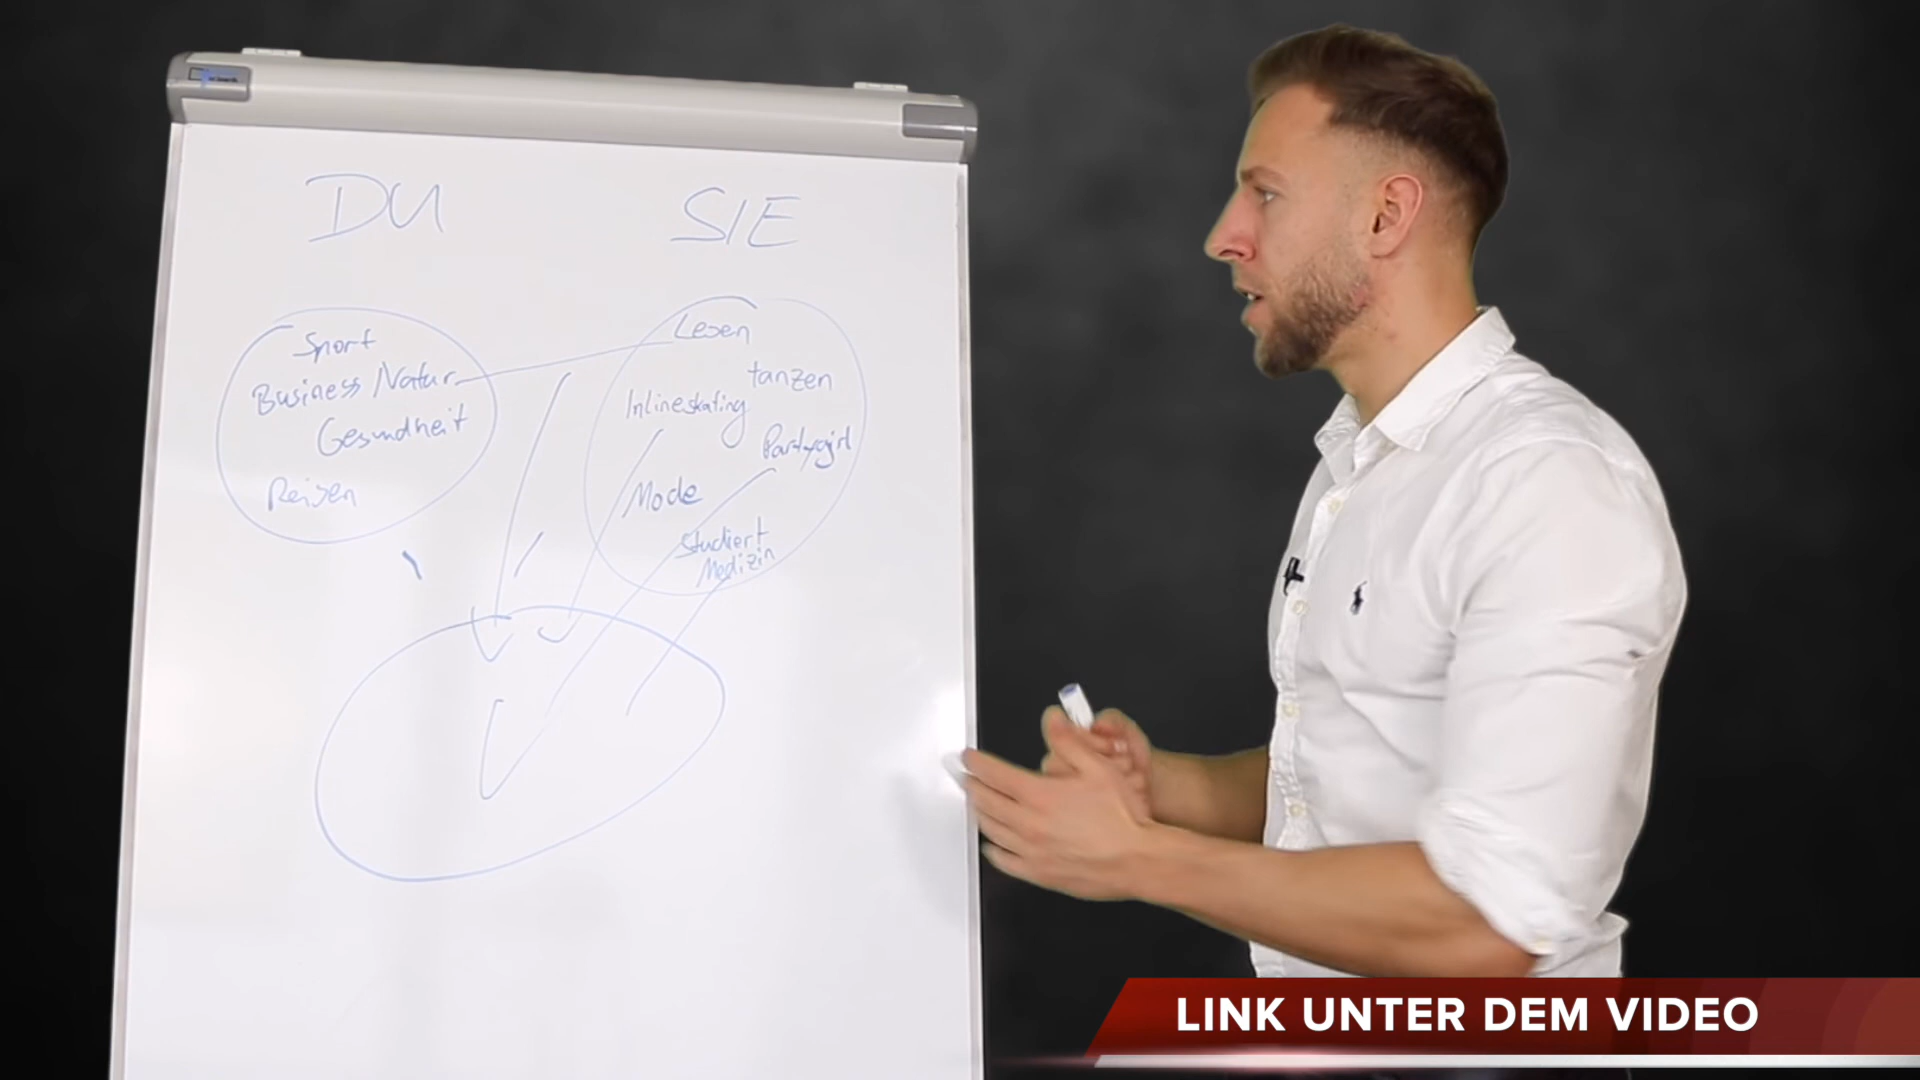 DU
SIE
Sport
Business/Natur
Gesundheit
Reisen
Lesen
tanzen
Inlineskating
Partygirl
Mode
studiert
Medizin
LINK UNTER DEM VIDEO